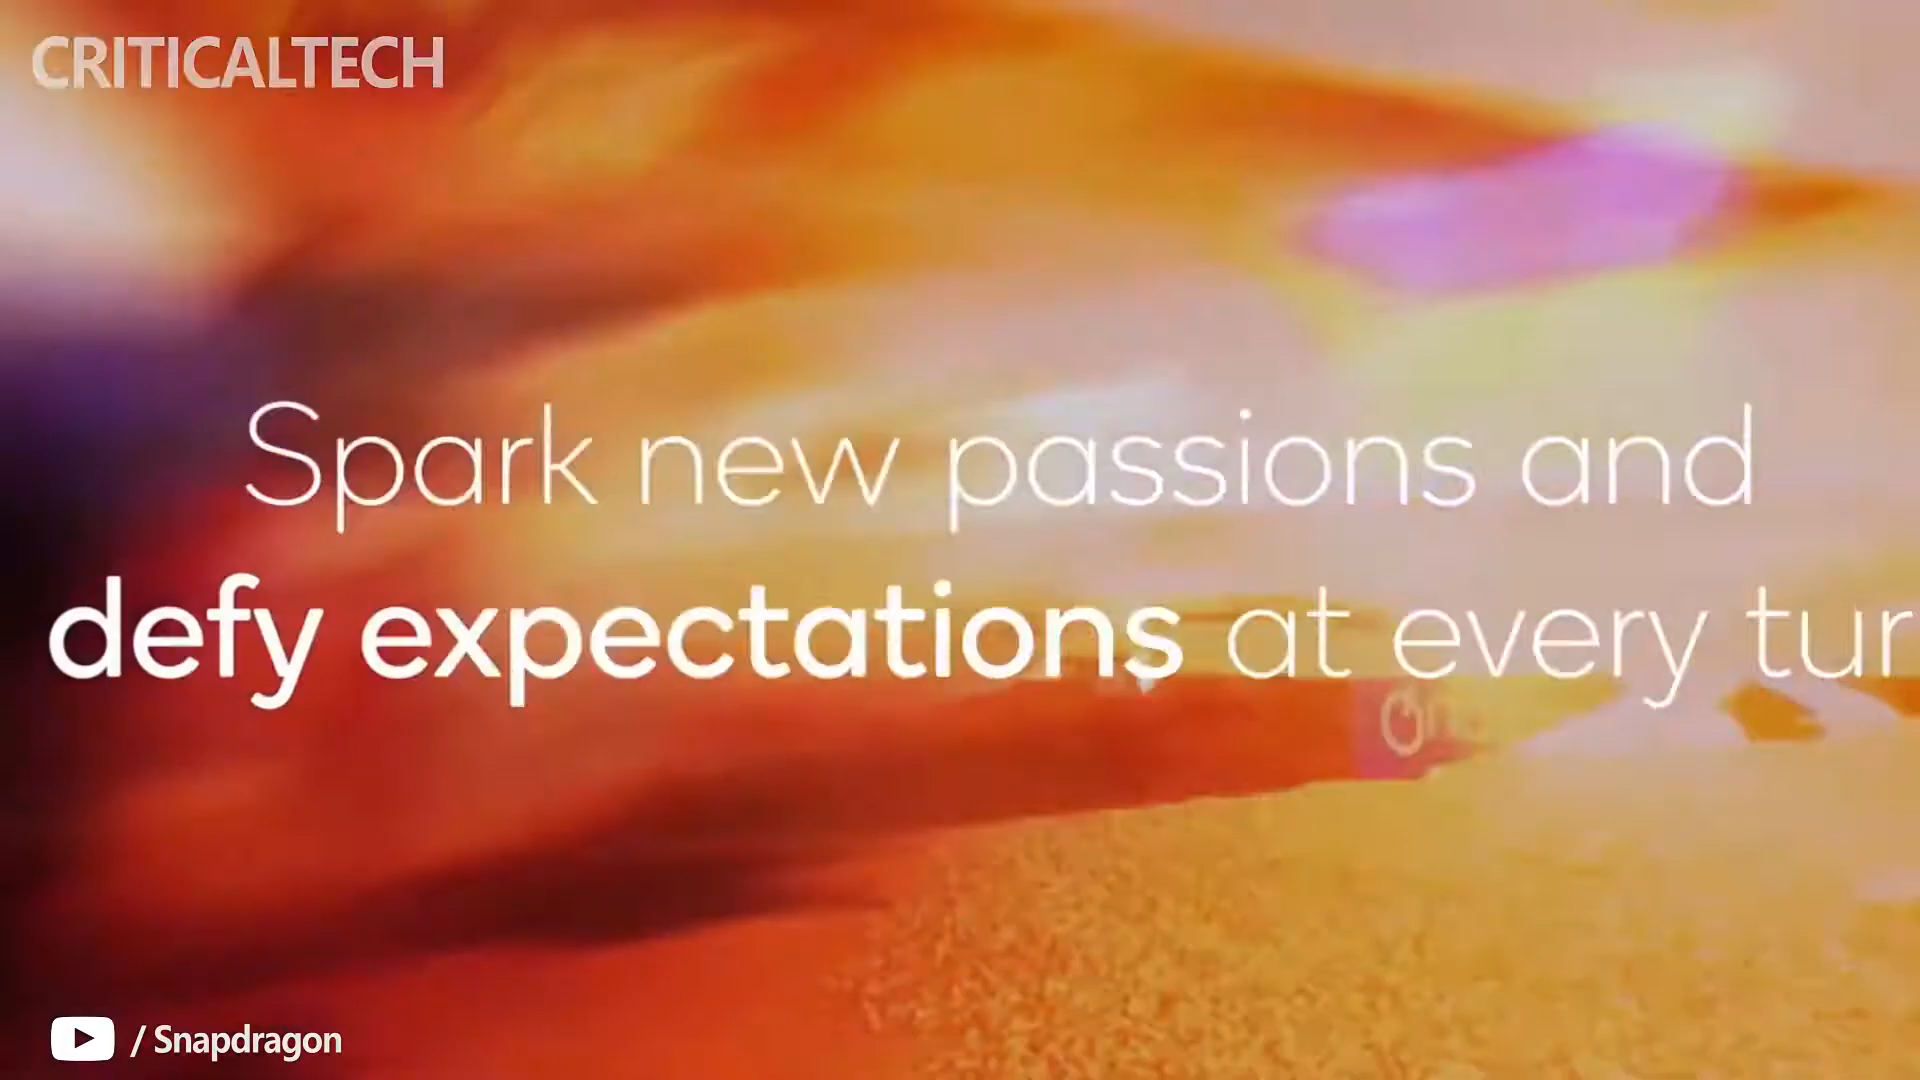 CRITICALTECH
Spark new passions and
defy expectations at every tur
/ Snapdragon